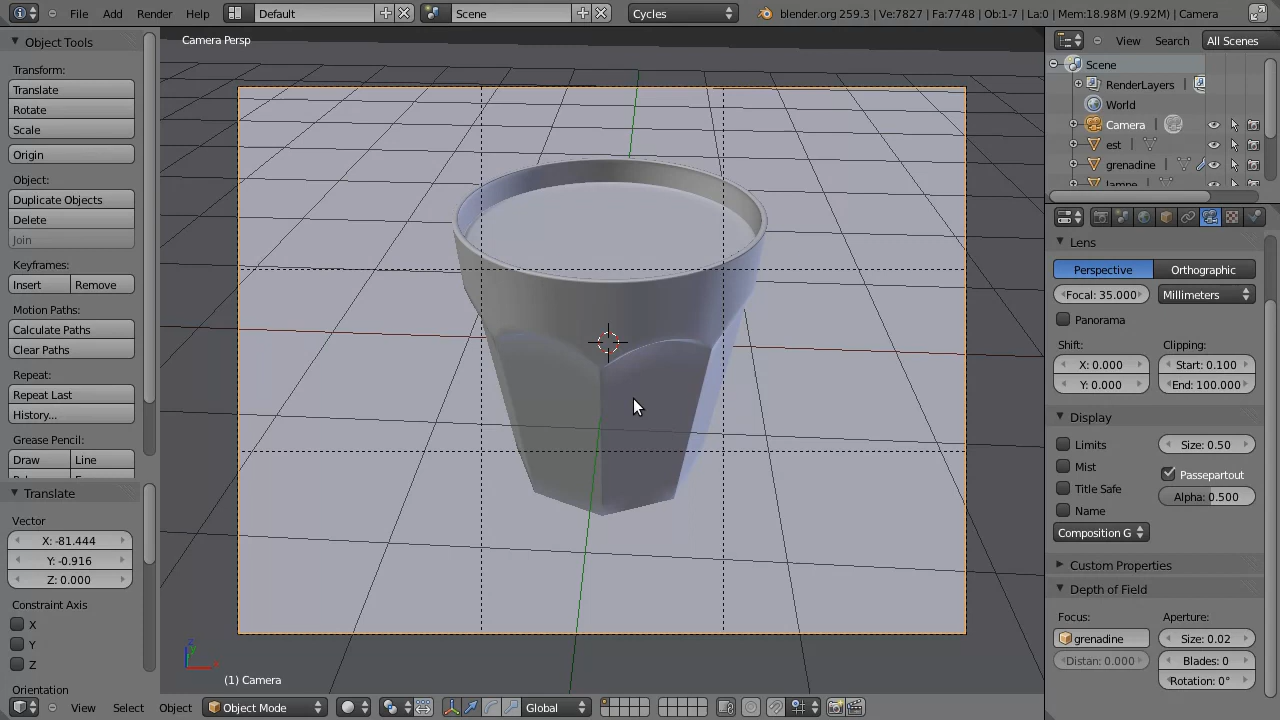 File Add Render Help Default Scene Cycles blender.org 259.3 | Ve:7827 | Fa:7748 | Ob:1-7 | La:0 | Mem:18.98M (9.92M) | Camera
Object Tools
Transform:
Translate
Rotate
Scale
Origin
Object:
Duplicate Objects
Delete
Join
Keyframes:
Insert Remove
Motion Paths:
Calculate Paths
Clear Paths
Repeat:
Repeat Last
History...
Grease Pencil:
Draw Line
Translate
Vector
X: -81.444
Y: -0.916
Z: 0.000
Constraint Axis
X
Y
Z
Orientation
Camera Persp
(1) Camera
View Select Object Object Mode Global
View Search All Scenes
Scene
RenderLayers |
World
Camera |
est |
grenadine |
lampe
Lens
Perspective Orthographic
Focal: 35.000 Millimeters
Panorama
Shift: Clipping:
X: 0.000 Start: 0.100
Y: 0.000 End: 100.000
Display
Limits Size: 0.50
Mist Passepartout
Title Safe Alpha: 0.500
Name
Composition G
Custom Properties
Depth of Field
Focus: Aperture:
grenadine Size: 0.02
Distan: 0.000 Blades: 0
Rotation: 0°